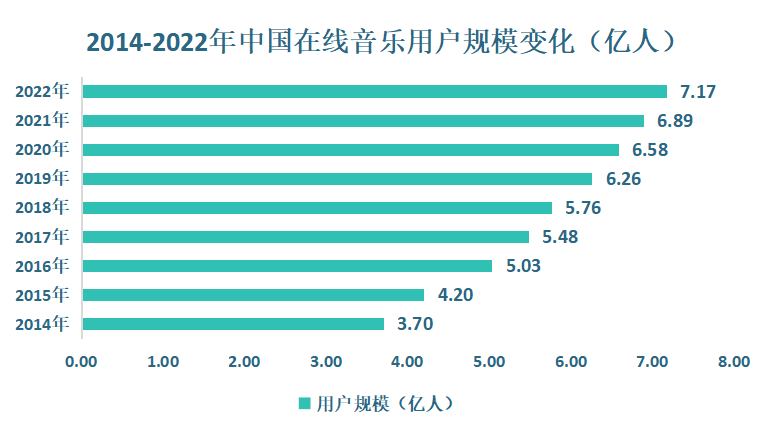 2014-2022年中国在线音乐用户规模变化（亿人）
2022年 7.17
2021年 6.89
2020年 6.58
2019年 6.26
2018年 5.76
2017年 5.48
2016年 5.03
2015年 4.20
2014年 3.70
0.00 1.00 2.00 3.00 4.00 5.00 6.00 7.00 8.00
用户规模（亿人）